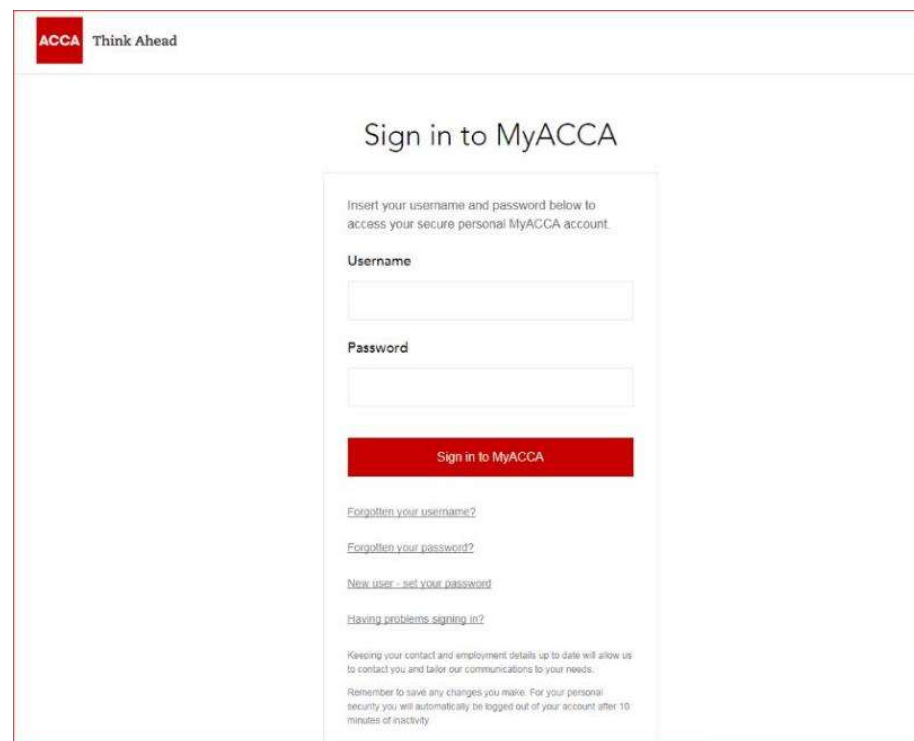 ACCA Think Ahead
Sign in to MyACCA
Insert your username and password below to
access your secure personal MyACCA account.
Username
Password
Sign in to MyACCA
Forgotten your username?
Forgotten your password?
New user - set your password
Having problems signing in?
Keeping your contact and employment details up to date will allow us
to contact you and tailor our communications to your needs.
Remember to save any changes you make. For your personal
security you will automatically be logged out of your account after 10
minutes of inactivity